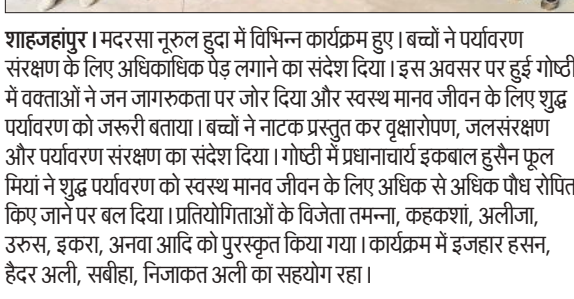 शाहजहांपुर। मदरसा नूरुल हुदा में विभिन्न कार्यक्रम हुए। बच्चों ने पर्यावरण
संरक्षण के लिए अधिकाधिक पेड़ लगाने का संदेश दिया। इस अवसर पर हुई गोष्ठी
में वक्ताओं ने जन जागरुकता पर जोर दिया और स्वस्थ मानव जीवन के लिए शुद्ध
पर्यावरण को जरूरी बताया। बच्चों ने नाटक प्रस्तुत कर वृक्षारोपण, जलसंरक्षण
और पर्यावरण संरक्षण का संदेश दिया। गोष्ठी में प्रधानाचार्य इकबाल हुसैन फूल
मियां ने शुद्ध पर्यावरण को स्वस्थ मानव जीवन के लिए अधिक से अधिक पौध रोपित
किए जाने पर बल दिया। प्रतियोगिताओं के विजेता तमन्ना, कहकशां, अलीजा,
उरुस, इकरा, अनवा आदि को पुरस्कृत किया गया। कार्यक्रम में इजहार हसन,
हैदर अली, सबीहा, निजाकत अली का सहयोग रहा।